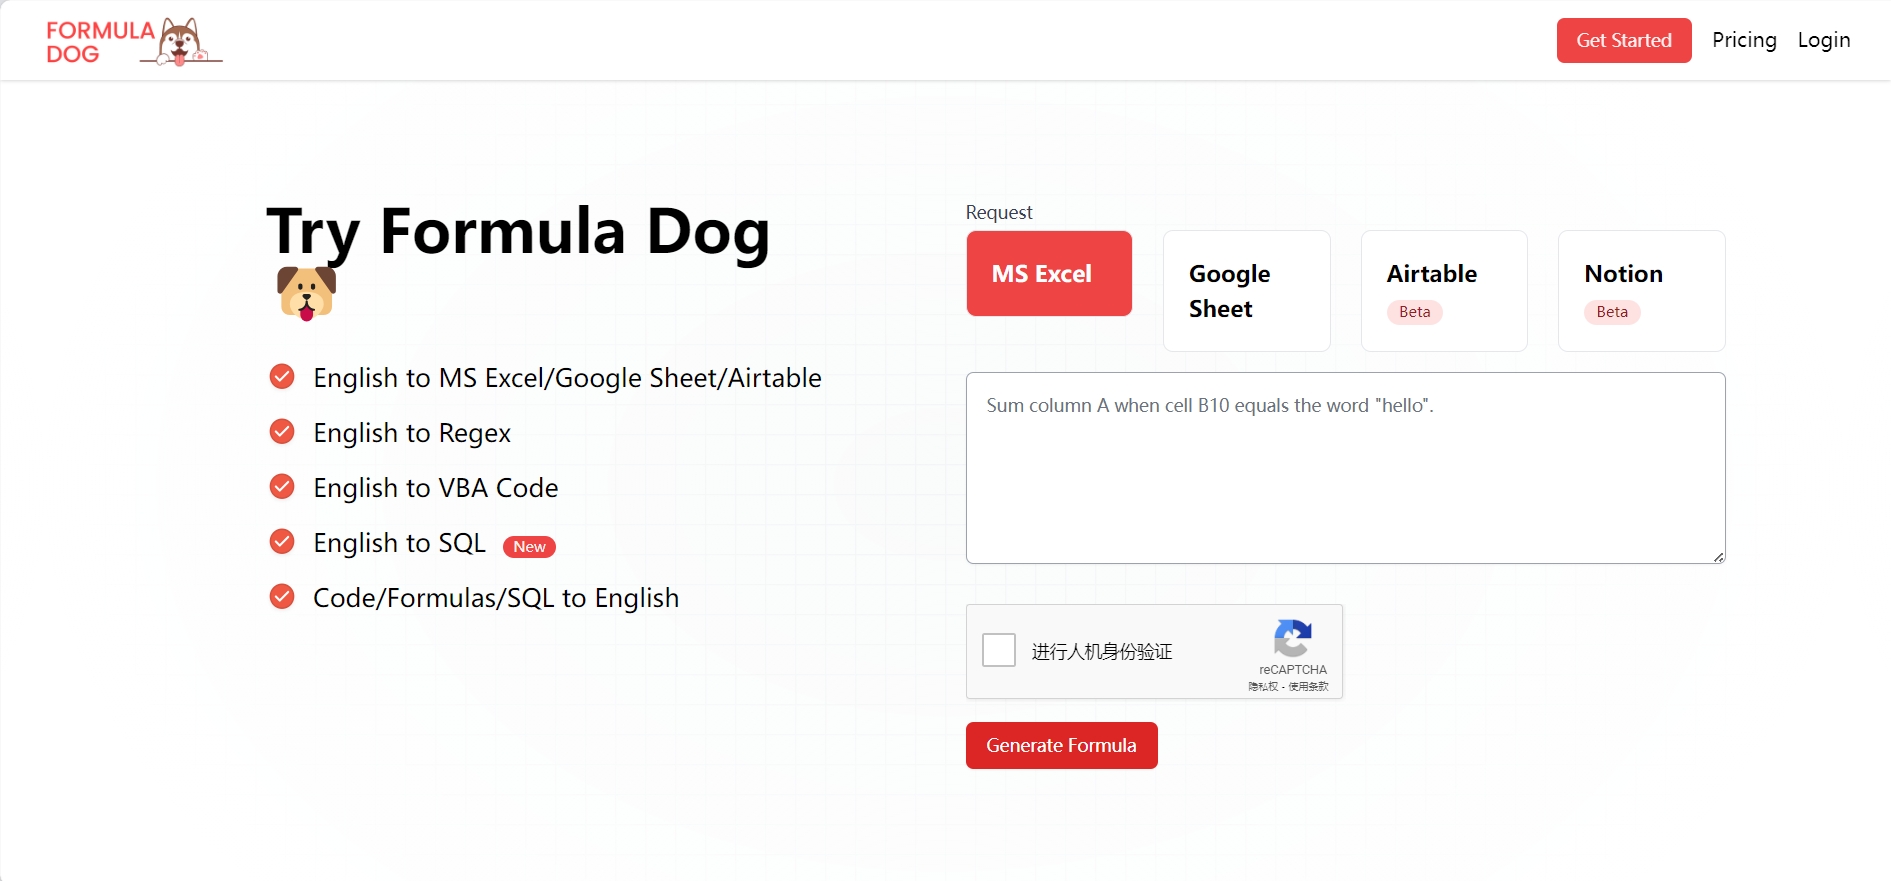 FORMULA
DOG
Get Started
Pricing
Login
Try Formula Dog
English to MS Excel/Google Sheet/Airtable
English to Regex
English to VBA Code
English to SQL New
Code/Formulas/SQL to English
Request
MS Excel
Google
Sheet
Airtable
Beta
Notion
Beta
Sum column A when cell B10 equals the word "hello".
进行人机身份验证
reCAPTCHA
隐私权 - 使用条款
Generate Formula